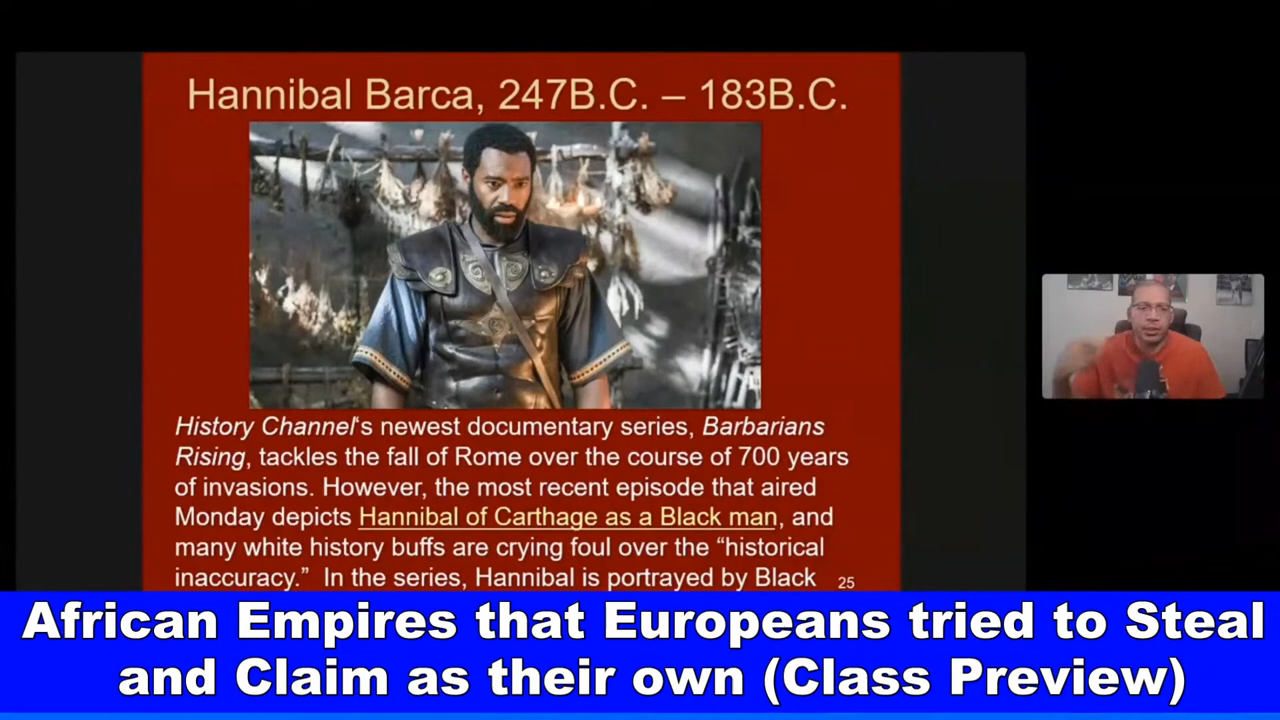 Hannibal Barca, 247B.C. – 183B.C.
History Channel's newest documentary series, Barbarians
Rising, tackles the fall of Rome over the course of 700 years
of invasions. However, the most recent episode that aired
Monday depicts Hannibal of Carthage as a Black man, and
many white history buffs are crying foul over the “historical
inaccuracy.” In the series, Hannibal is portrayed by Black
25
African Empires that Europeans tried to Steal
and Claim as their own (Class Preview)